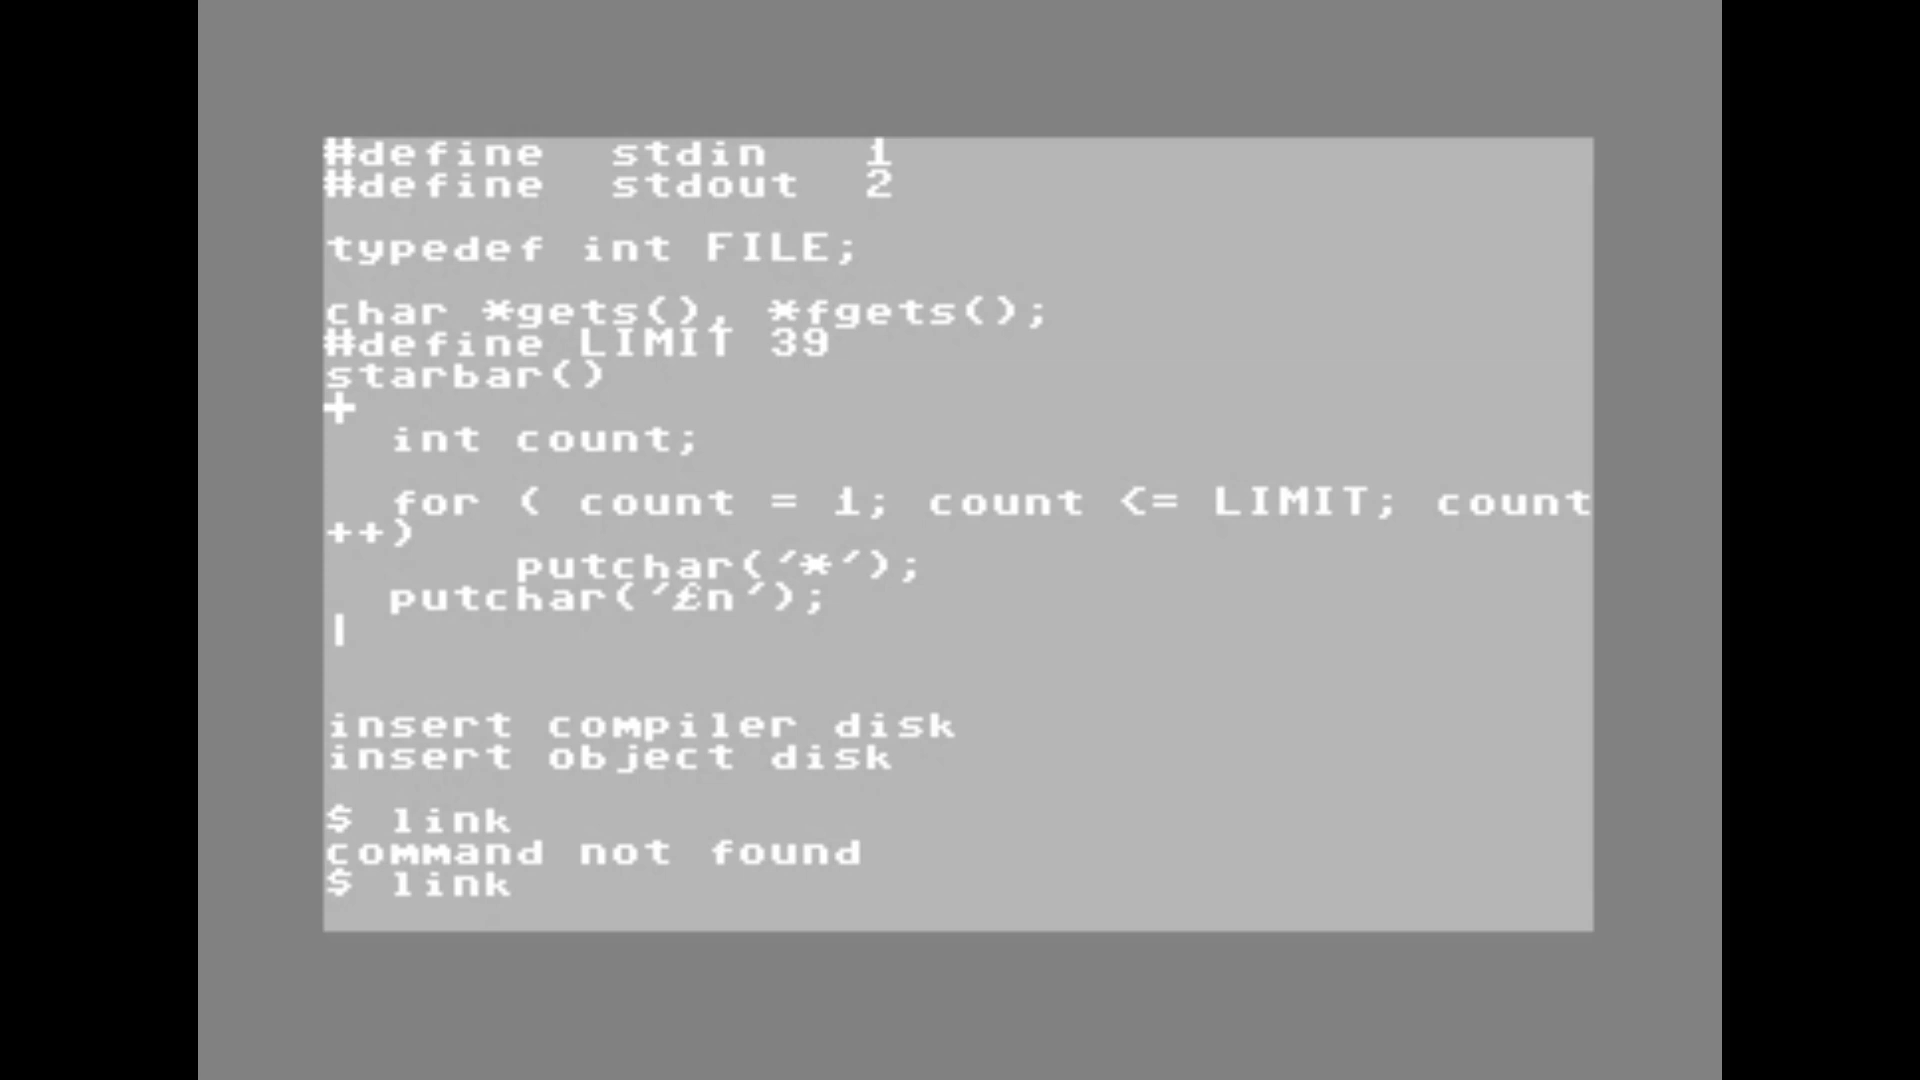 #define  stdin   1
#define  stdout  2
typedef int FILE;
char *gets(), *fgets();
#define LIMIT 39
starbar()
+
  int count;
  for ( count = 1; count <= LIMIT; count
++)
      putchar('*');
  putchar('£n');
|
insert compiler disk
insert object disk
$ link
command not found
$ link